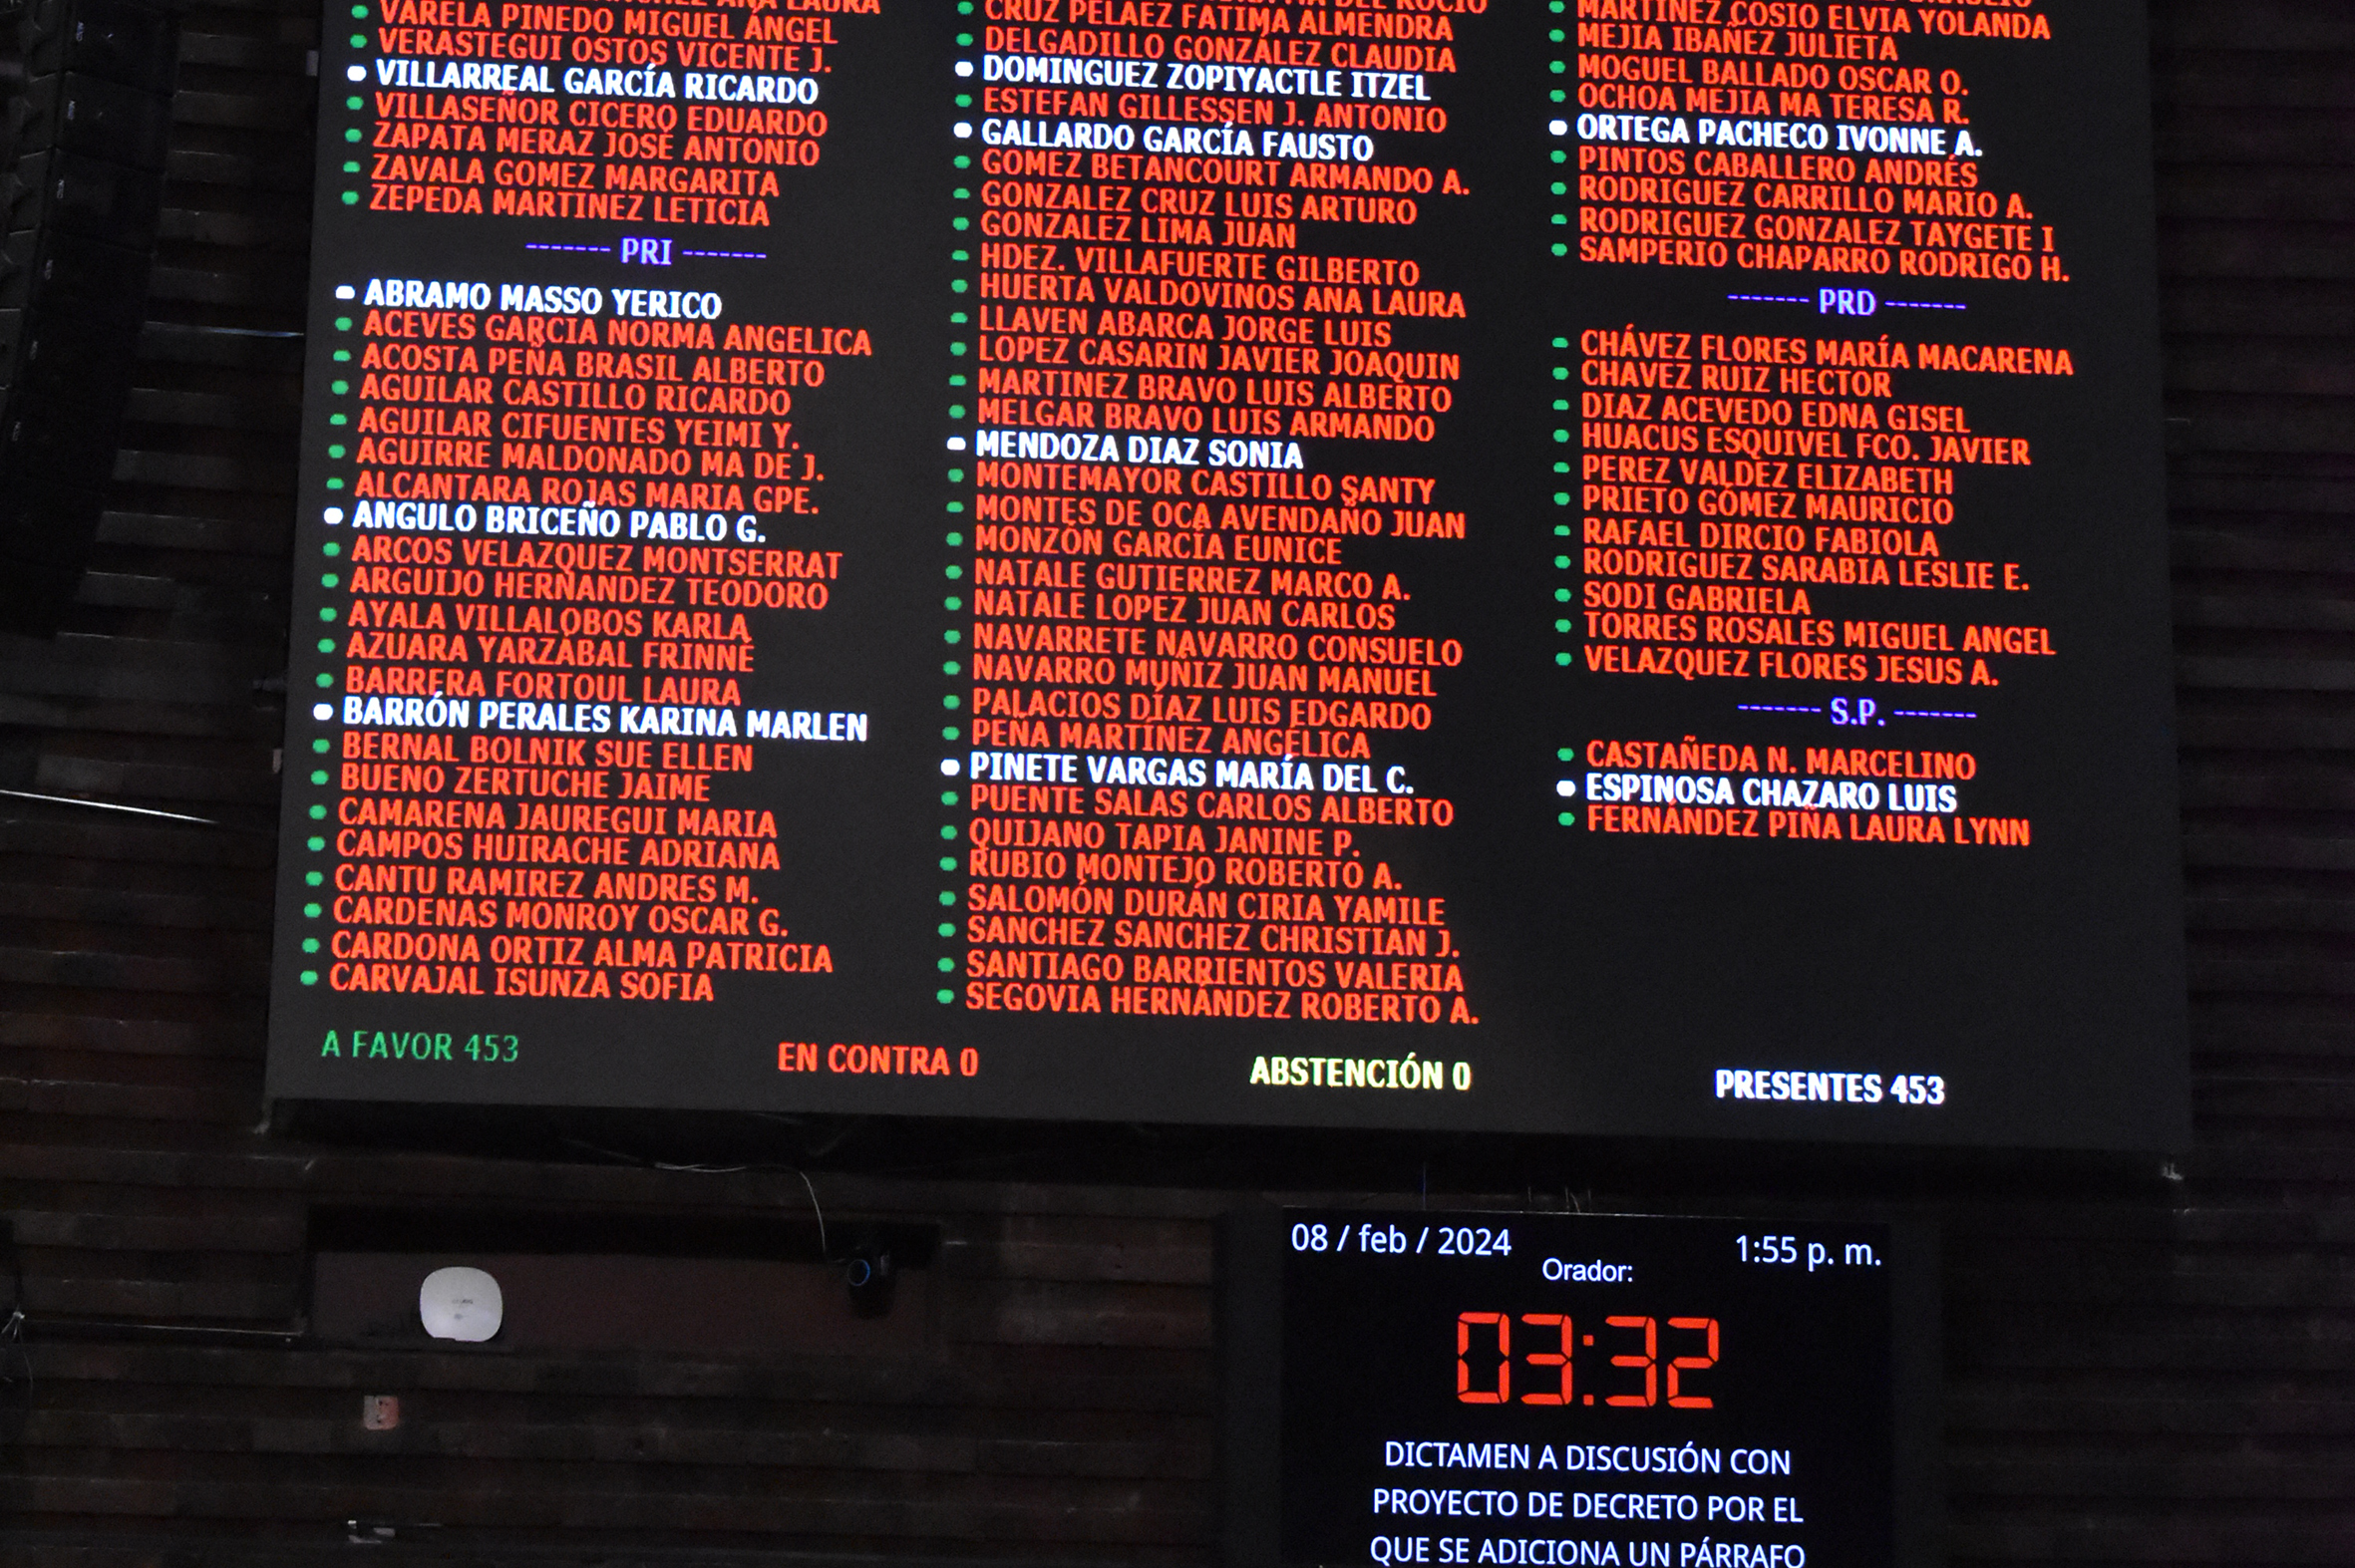 ANA LAURA
VARELA PINEDO MIGUEL ÁNGEL
VERASTEGUI OSTOS VICENTE J.
VILLARREAL GARCÍA RICARDO
VILLASEÑOR CICERO EDUARDO
ZAPATA MERAZ JOSÉ ANTONIO
ZAVALA GOMEZ MARGARITA
ZEPEDA MARTINEZ LETICIA
------- PRI -------
ABRAMO MASSO YERICO
ACEVES GARCIA NORMA ANGELICA
ACOSTA PEÑA BRASIL ALBERTO
AGUILAR CASTILLO RICARDO
AGUILAR CIFUENTES YEIMI Y.
AGUIRRE MALDONADO MA DE J.
ALCANTARA ROJAS MARIA GPE.
ANGULO BRICEÑO PABLO G.
ARCOS VELAZQUEZ MONTSERRAT
ARGUIJO HERNANDEZ TEODORO
AYALA VILLALOBOS KARLA
AZUARA YARZÁBAL FRINNÉ
BARRERA FORTOUL LAURA
BARRÓN PERALES KARINA MARLEN
BERNAL BOLNIK SUE ELLEN
BUENO ZERTUCHE JAIME
CAMARENA JAUREGUI MARIA
CAMPOS HUIRACHE ADRIANA
CANTU RAMIREZ ANDRES M.
CARDENAS MONROY OSCAR G.
CARDONA ORTIZ ALMA PATRICIA
CARVAJAL ISUNZA SOFIA
DEL ROCIO
CRUZ PELAEZ FATIMA ALMENDRA
DELGADILLO GONZÁLEZ CLAUDIA
DOMINGUEZ ZOPIYACTLE ITZEL
ESTEFAN GILLESSEN J. ANTONIO
GALLARDO GARCÍA FAUSTO
GOMEZ BETANCOURT ARMANDO A.
GONZALEZ CRUZ LUIS ARTURO
GONZALEZ LIMA JUAN
HDEZ. VILLAFUERTE GILBERTO
HUERTA VALDOVINOS ANA LAURA
LLAVEN ABARCA JORGE LUIS
LOPEZ CASARIN JAVIER JOAQUIN
MARTINEZ BRAVO LUIS ALBERTO
MELGAR BRAVO LUIS ARMANDO
MENDOZA DIAZ SONIA
MONTEMAYOR CASTILLO SANTY
MONTES DE OCA AVENDAÑO JUAN
MONZÓN GARCÍA EUNICE
NATALE GUTIERREZ MARCO A.
NATALE LOPEZ JUAN CARLOS
NAVARRETE NAVARRO CONSUELO
NAVARRO MUÑIZ JUAN MANUEL
PALACIOS DÍAZ LUIS EDGARDO
PEÑA MARTÍNEZ ANGÉLICA
PINETE VARGAS MARÍA DEL C.
PUENTE SALAS CARLOS ALBERTO
QUIJANO TAPIA JANINE P.
RUBIO MONTEJO ROBERTO A.
SALOMÓN DURÁN CIRIA YAMILE
SANCHEZ SANCHEZ CHRISTIAN J.
SANTIAGO BARRIENTOS VALERIA
SEGOVIA HERNÁNDEZ ROBERTO A.
MARTINEZ COSIO ELVIA YOLANDA
MEJIA IBAÑEZ JULIETA
MOGUEL BALLADO OSCAR O.
OCHOA MEJIA MA TERESA R.
ORTEGA PACHECO IVONNE A.
PINTOS CABALLERO ANDRÉS
RODRIGUEZ CARRILLO MARIO A.
RODRIGUEZ GONZALEZ TAYGETE I
SAMPERIO CHAPARRO RODRIGO H.
------- PRD -------
CHÁVEZ FLORES MARÍA MACARENA
CHAVEZ RUIZ HECTOR
DIAZ ACEVEDO EDNA GISEL
HUACUS ESQUIVEL FCO. JAVIER
PEREZ VALDEZ ELIZABETH
PRIETO GÓMEZ MAURICIO
RAFAEL DIRCIO FABIOLA
RODRIGUEZ SARABIA LESLIE E.
SODI GABRIELA
TORRES ROSALES MIGUEL ANGEL
VELAZQUEZ FLORES JESUS A.
------- S.P. -------
CASTAÑEDA N. MARCELINO
ESPINOSA CHAZARO LUIS
FERNÁNDEZ PIÑA LAURA LYNN
A FAVOR 453
EN CONTRA 0
ABSTENCIÓN 0
PRESENTES 453
08 / feb / 2024
1:55 p. m.
Orador:
03:32
DICTAMEN A DISCUSIÓN CON
PROYECTO DE DECRETO POR EL
QUE SE ADICIONA UN PÁRRAFO